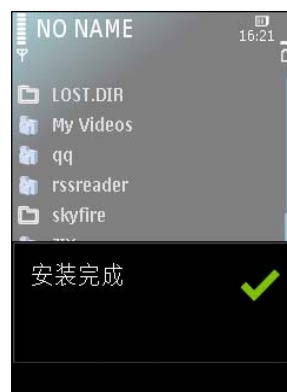 NO NAME
16:21
LOST.DIR
My Videos
qq
rssreader
skyfire
安装完成